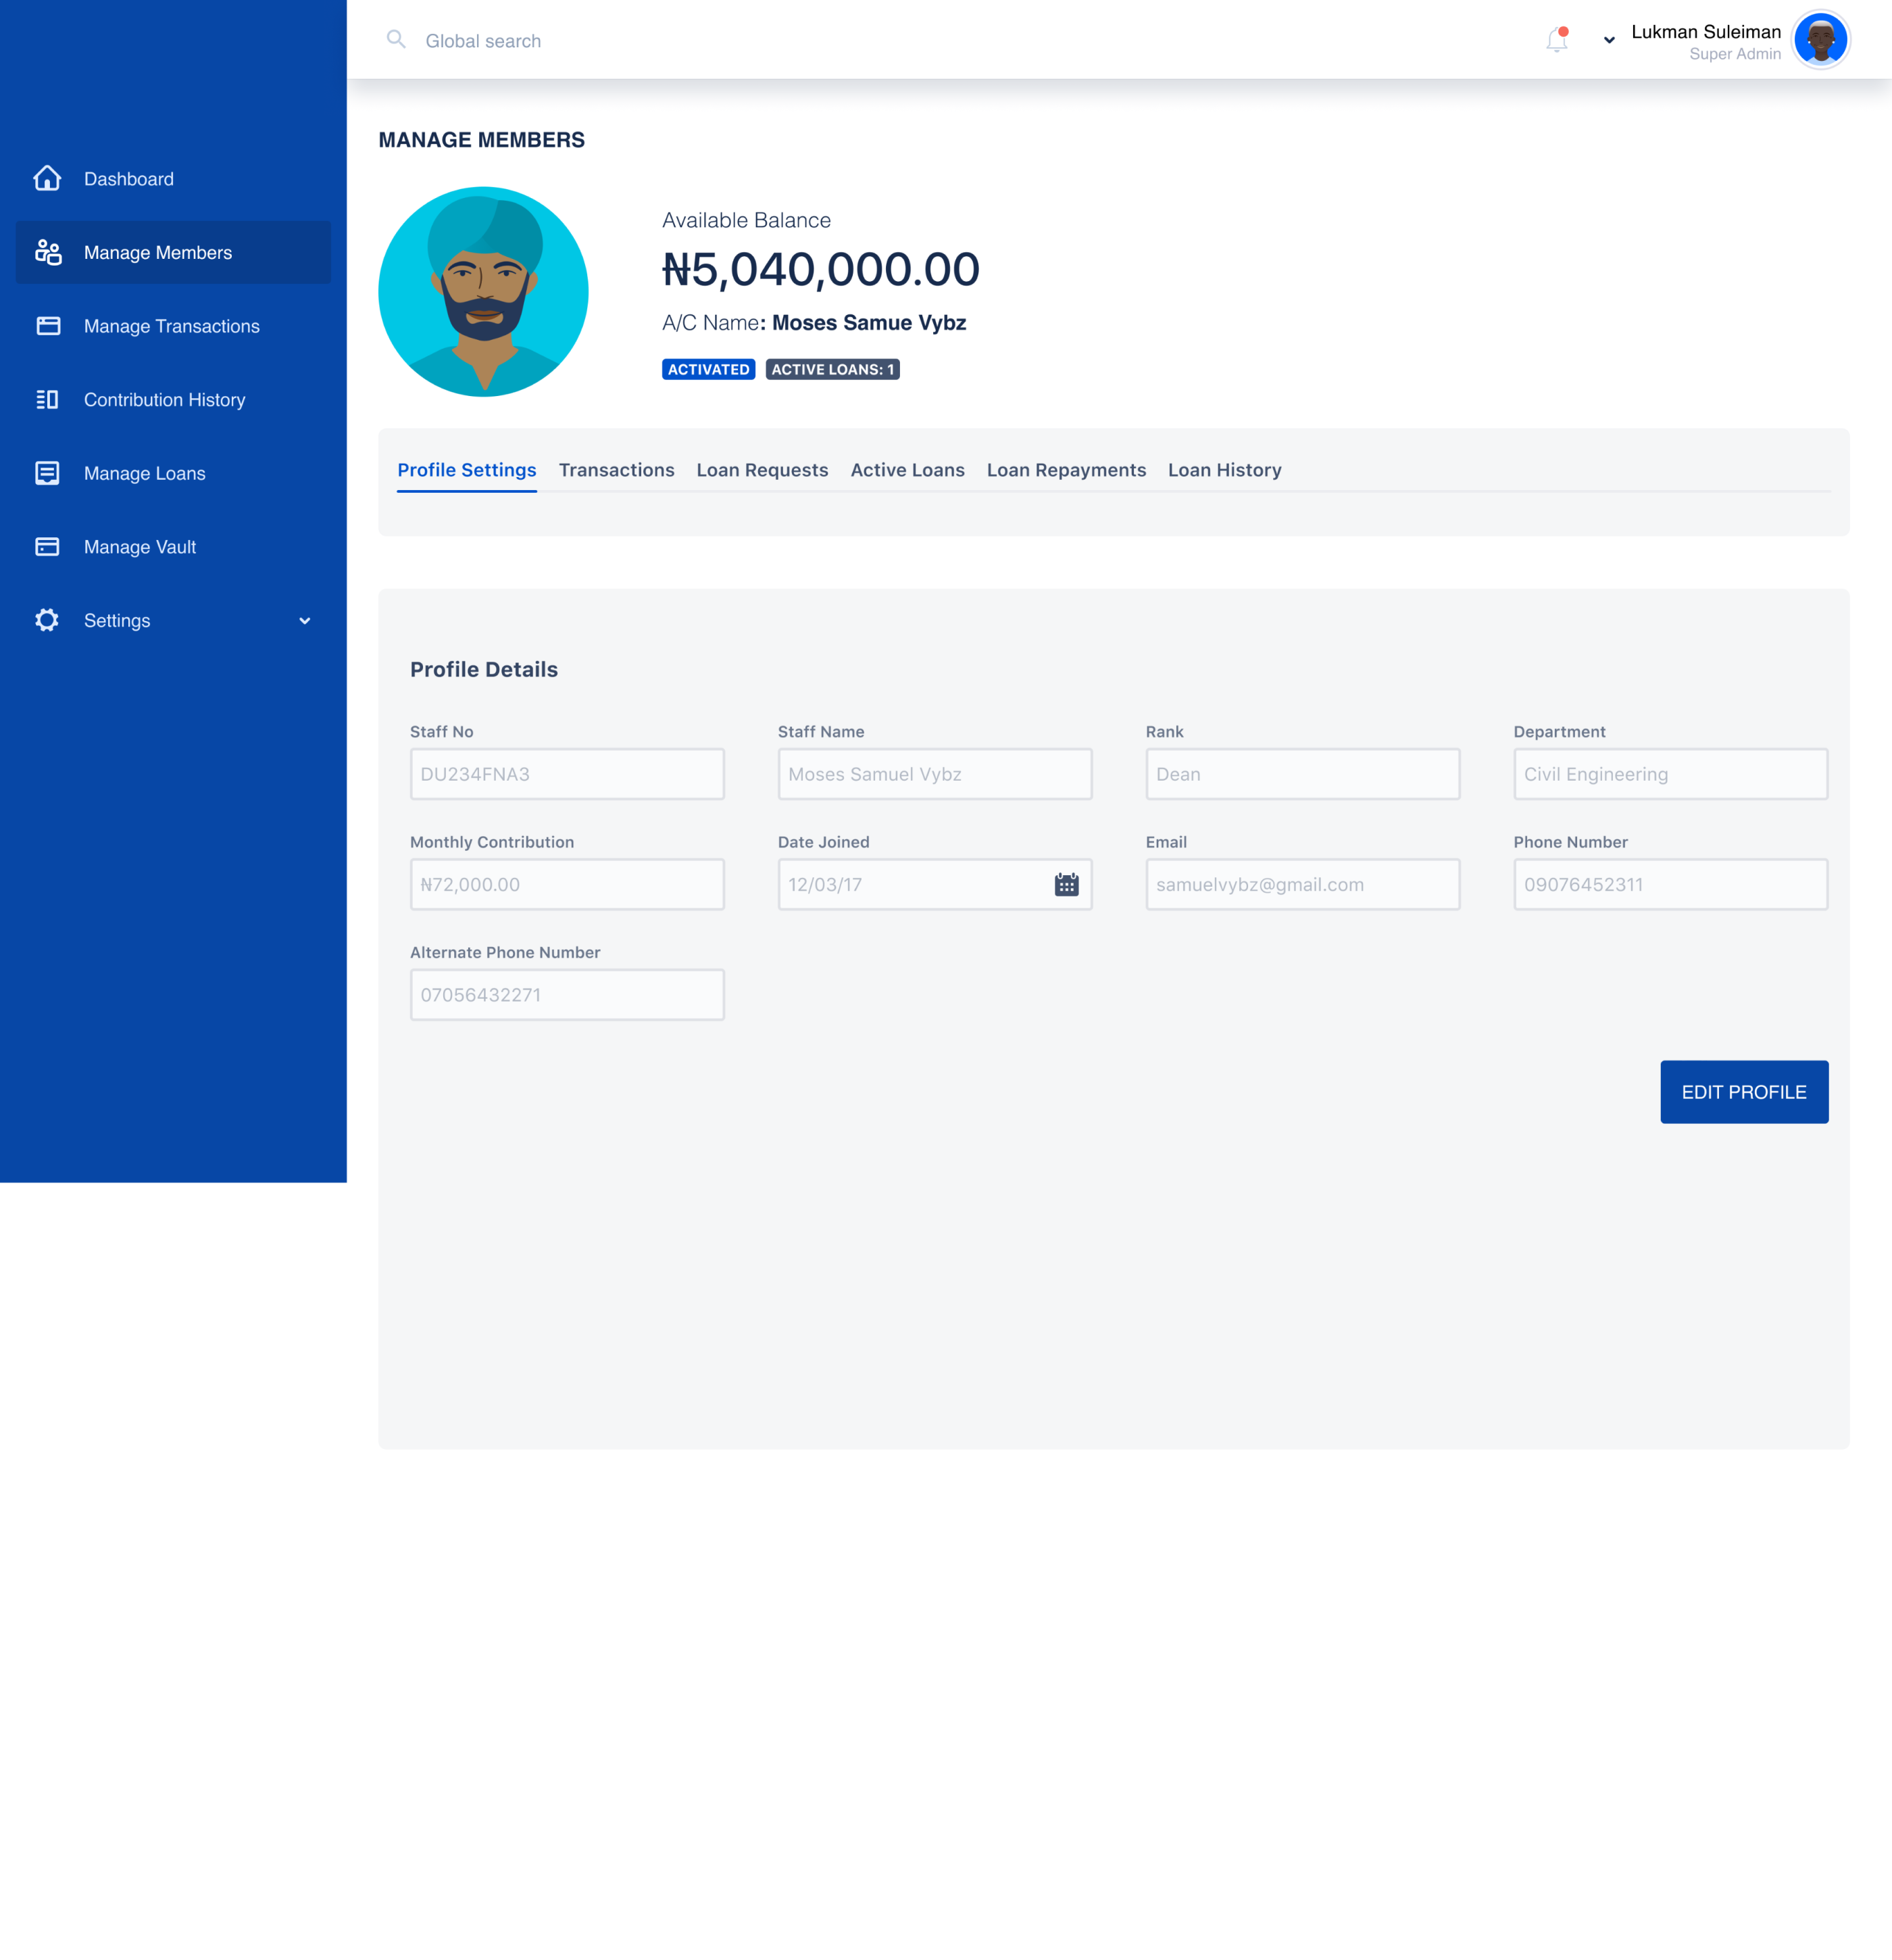 Global search
Lukman Suleiman
Super Admin
Dashboard
Manage Members
Manage Transactions
Contribution History
Manage Loans
Manage Vault
Settings
MANAGE MEMBERS
Available Balance
₦5,040,000.00
A/C Name: Moses Samue Vybz
ACTIVATED ACTIVE LOANS: 1
Profile Settings Transactions Loan Requests Active Loans Loan Repayments Loan History
Profile Details
Staff No Staff Name Rank Department
DU234FNA3 Moses Samuel Vybz Dean Civil Engineering
Monthly Contribution Date Joined Email Phone Number
₦72,000.00 12/03/17 samuelvybz@gmail.com 09076452311
Alternate Phone Number
07056432271
EDIT PROFILE